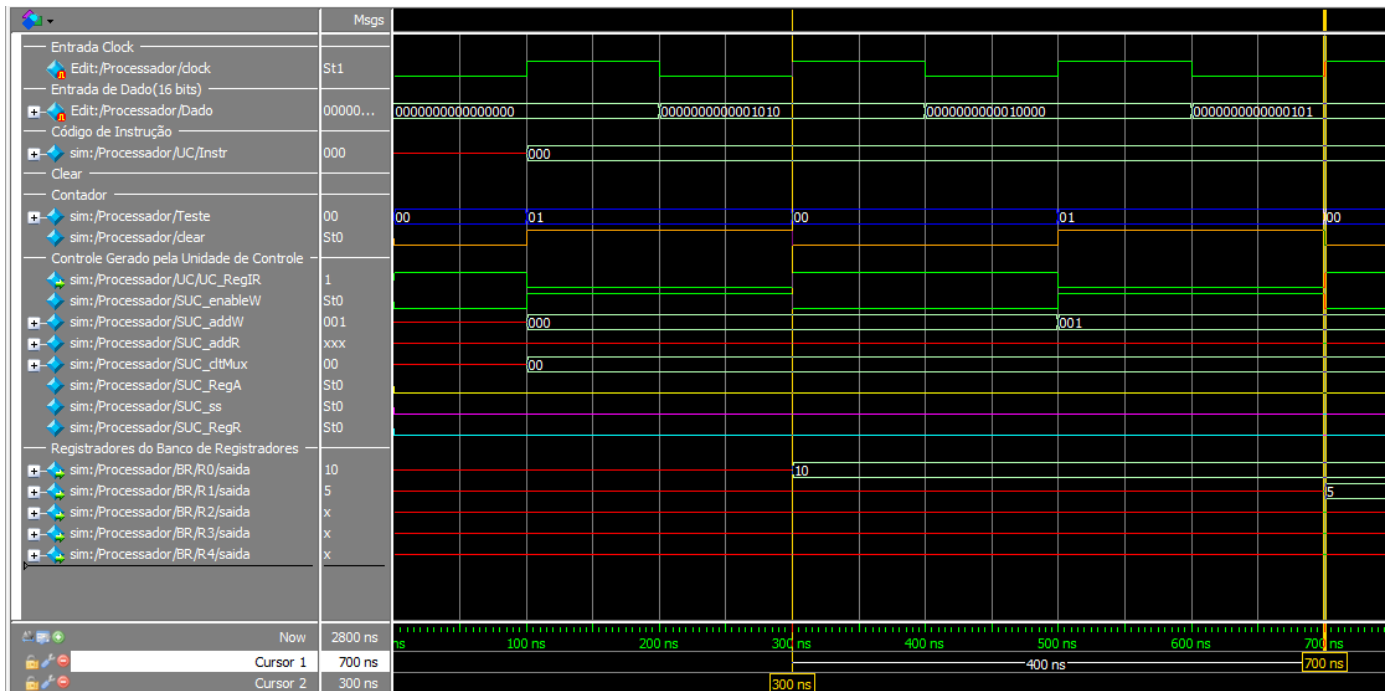 Msgs
Entrada Clock
Edit:/Processador/clock St1
Entrada de Dado(16 bits)
Edit:/Processador/Dado 00000... 0000000000000000 0000000000001010 0000000000010000 0000000000000101
Código de Instrução
sim:/Processador/UC/Instr 000 000
Clear
Contador
sim:/Processador/Teste 00 00 01 00 01 00
sim:/Processador/clear St0
Controle Gerado pela Unidade de Controle
sim:/Processador/UC/UC_RegIR 1
sim:/Processador/SUC_enableW St0
sim:/Processador/SUC_addW 001 000 001
sim:/Processador/SUC_addR xxx
sim:/Processador/SUC_cltMux 00 00
sim:/Processador/SUC_RegA St0
sim:/Processador/SUC_ss St0
sim:/Processador/SUC_RegR St0
Registradores do Banco de Registradores
sim:/Processador/BR/R0/saida 10 10
sim:/Processador/BR/R1/saida 5 5
sim:/Processador/BR/R2/saida x
sim:/Processador/BR/R3/saida x
sim:/Processador/BR/R4/saida x
Now 2800 ns ns 100 ns 200 ns 300 ns 400 ns 500 ns 600 ns 700 ns
Cursor 1 700 ns 400 ns 700 ns
Cursor 2 300 ns 300 ns